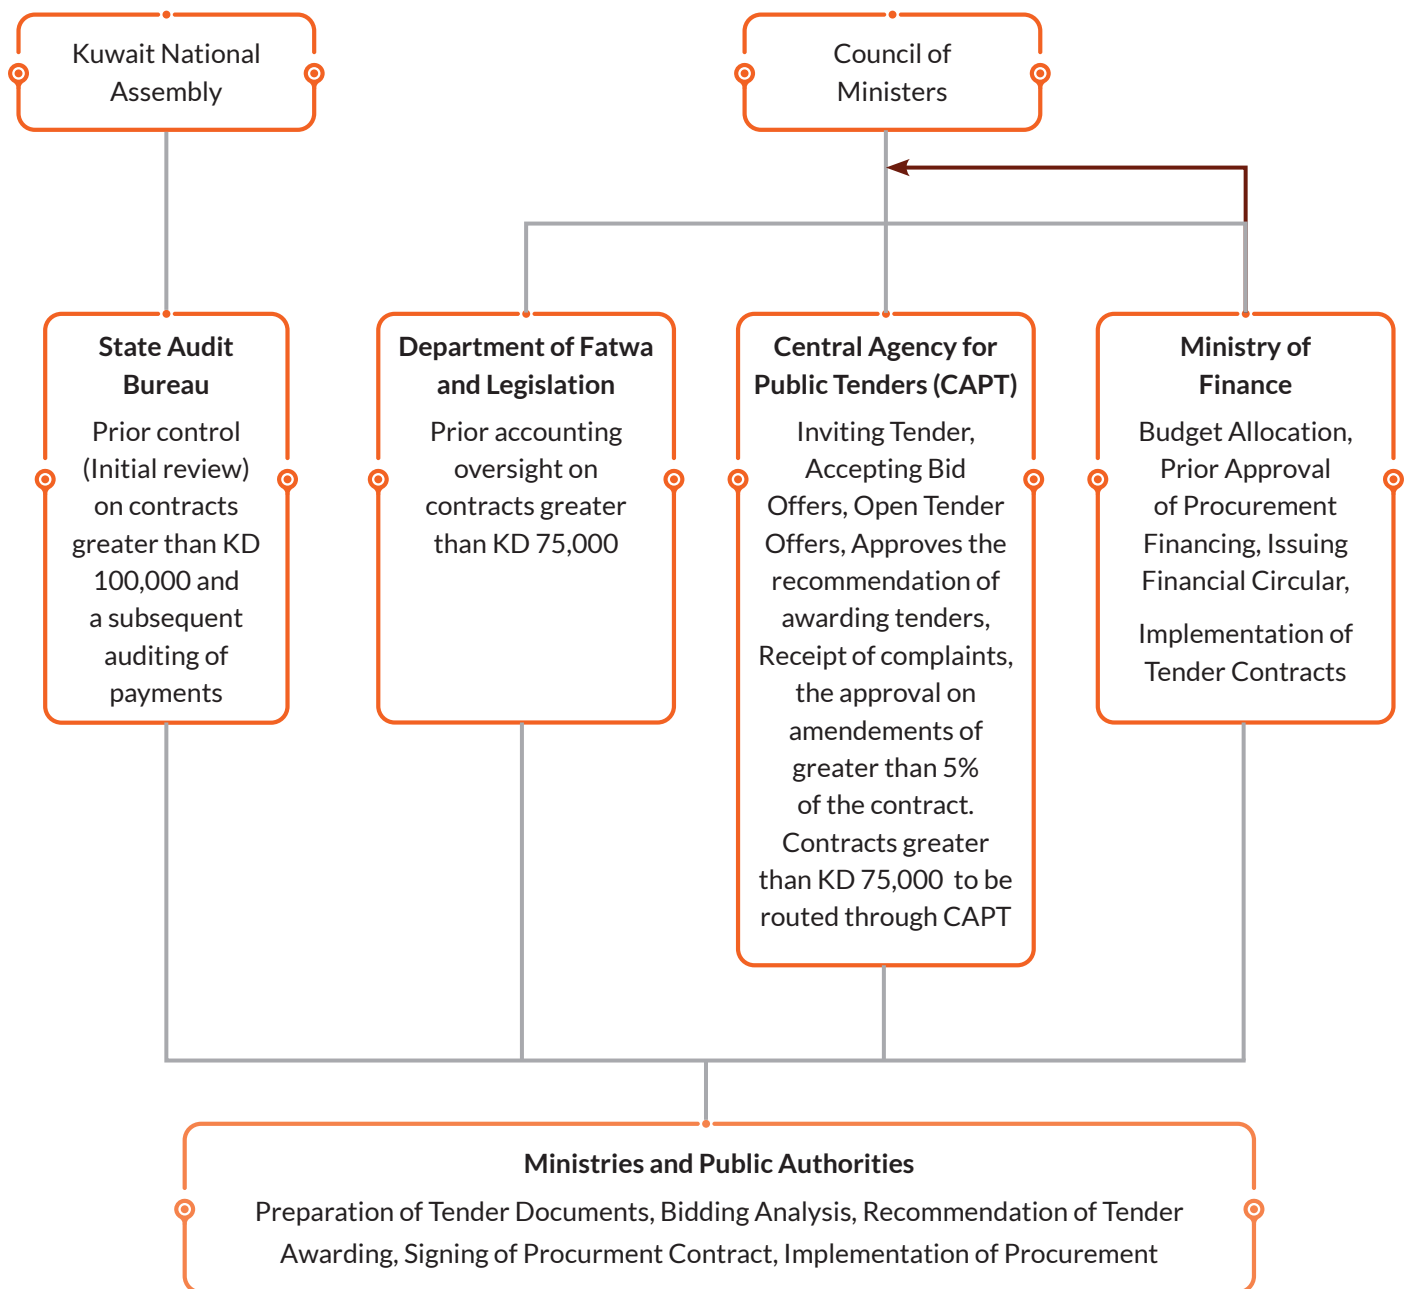 Kuwait National
Assembly
Council of
Ministers
State Audit
Bureau
Prior control
(Initial review)
on contracts
greater than KD
100,000 and
a subsequent
auditing of
payments
Department of Fatwa
and Legislation
Prior accounting
oversight on
contracts greater
than KD 75,000
Central Agency for
Public Tenders (CAPT)
Inviting Tender,
Accepting Bid
Offers, Open Tender
Offers, Approves the
recommendation of
awarding tenders,
Receipt of complaints,
the approval on
amendements of
greater than 5%
of the contract.
Contracts greater
than KD 75,000  to be
routed through CAPT
Ministry of
Finance
Budget Allocation,
Prior Approval
of Procurement
Financing, Issuing
Financial Circular,
Implementation of
Tender Contracts
Ministries and Public Authorities
Preparation of Tender Documents, Bidding Analysis, Recommendation of Tender
Awarding, Signing of Procurment Contract, Implementation of Procurement